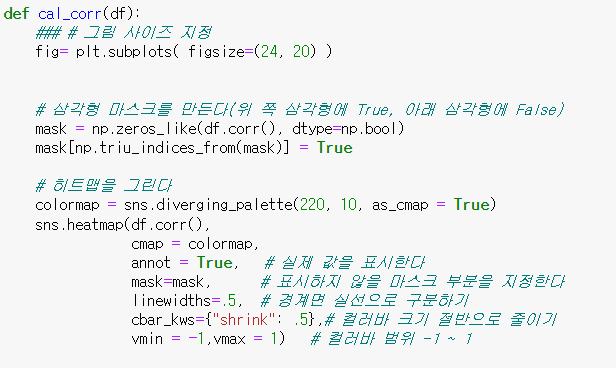 def cal_corr(df):
    ### # 그림 사이즈 지정
    fig= plt.subplots( figsize=(24, 20) )
    # 삼각형 마스크를 만든다(위 쪽 삼각형에 True, 아래 삼각형에 False)
    mask = np.zeros_like(df.corr(), dtype=np.bool)
    mask[np.triu_indices_from(mask)] = True
    # 히트맵을 그린다
    colormap = sns.diverging_palette(220, 10, as_cmap = True)
    sns.heatmap(df.corr(),
                cmap = colormap,
                annot = True,   # 실제 값을 표시한다
                mask=mask,      # 표시하지 않을 마스크 부분을 지정한다
                linewidths=.5,  # 경계면 실선으로 구분하기
                cbar_kws={"shrink": .5},# 컬러바 크기 절반으로 줄이기
                vmin = -1,vmax = 1)   # 컬러바 범위 -1 ~ 1